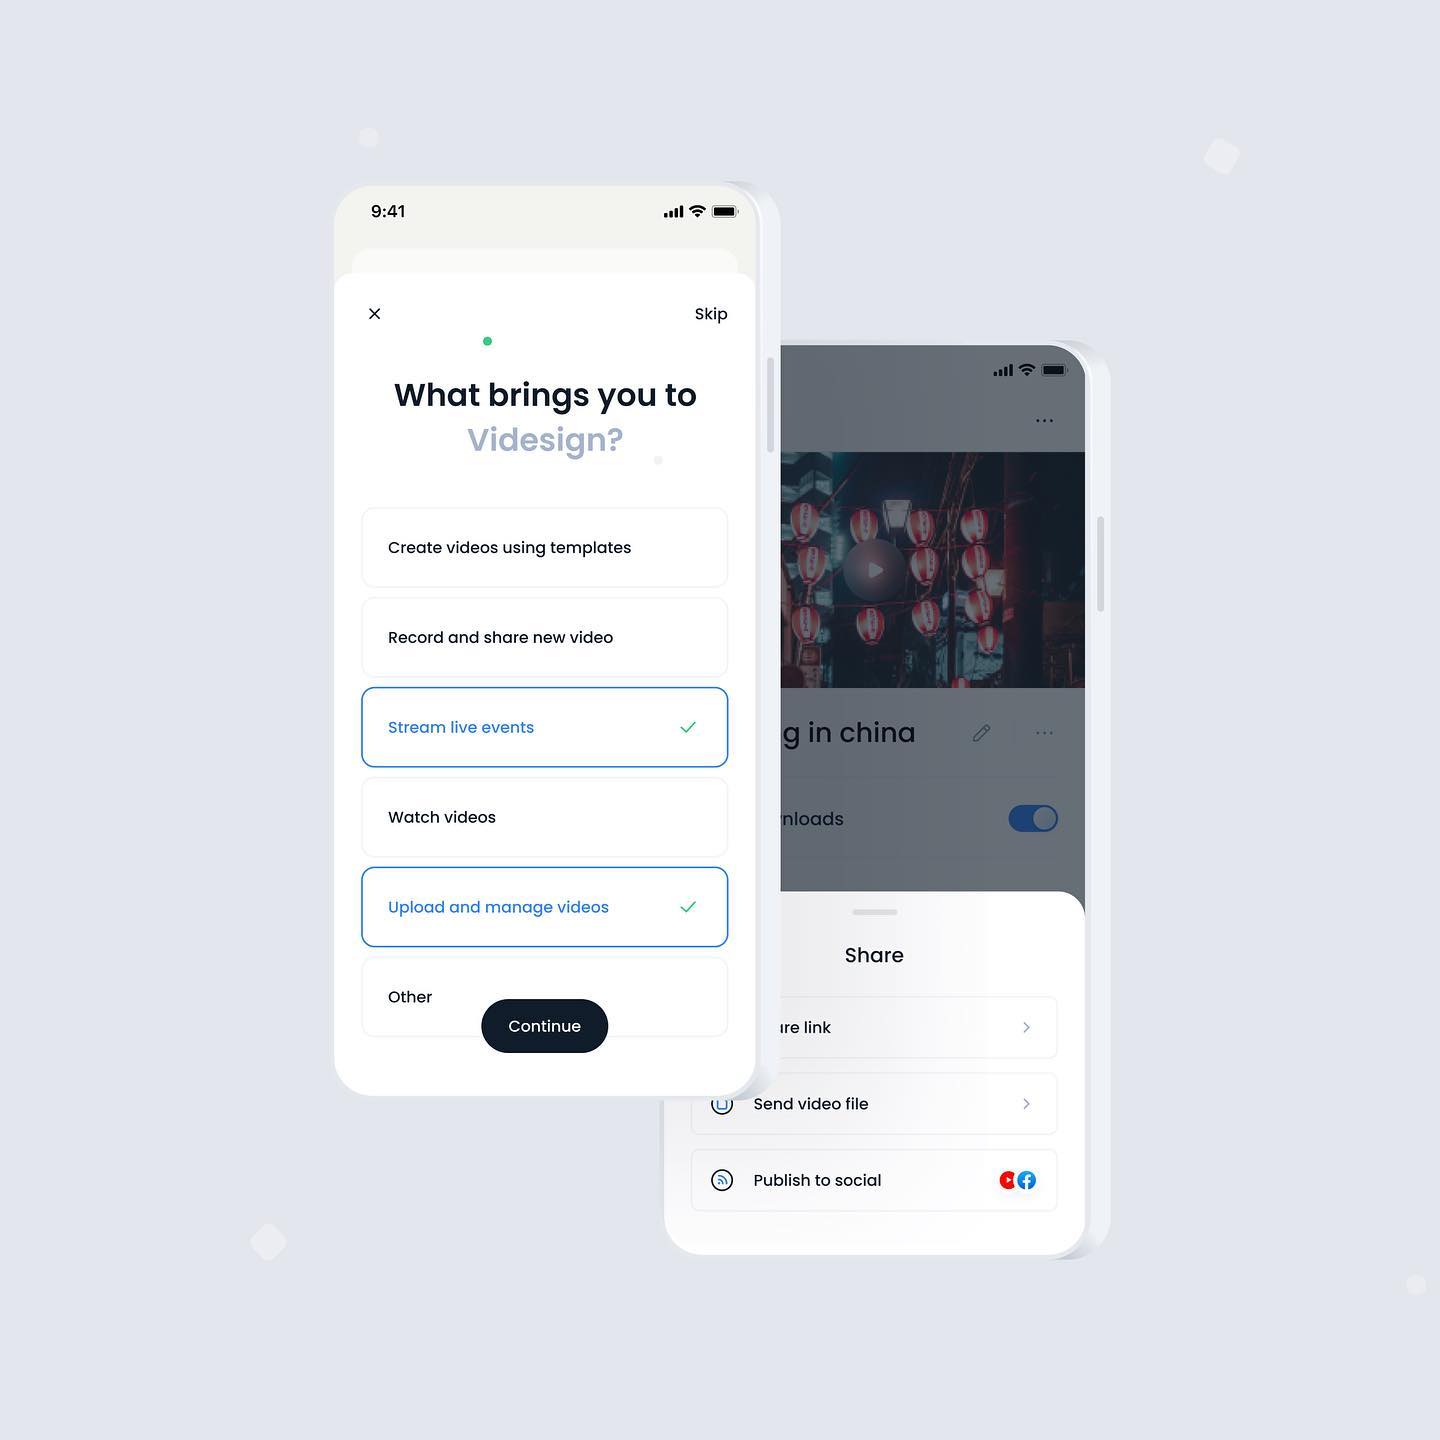 9:41
Skip
What brings you to
Videsign?
Create videos using templates
Record and share new video
Stream live events
Watch videos
Upload and manage videos
Other
Continue
g in china
nloads
Share
re link
Send video file
Publish to social